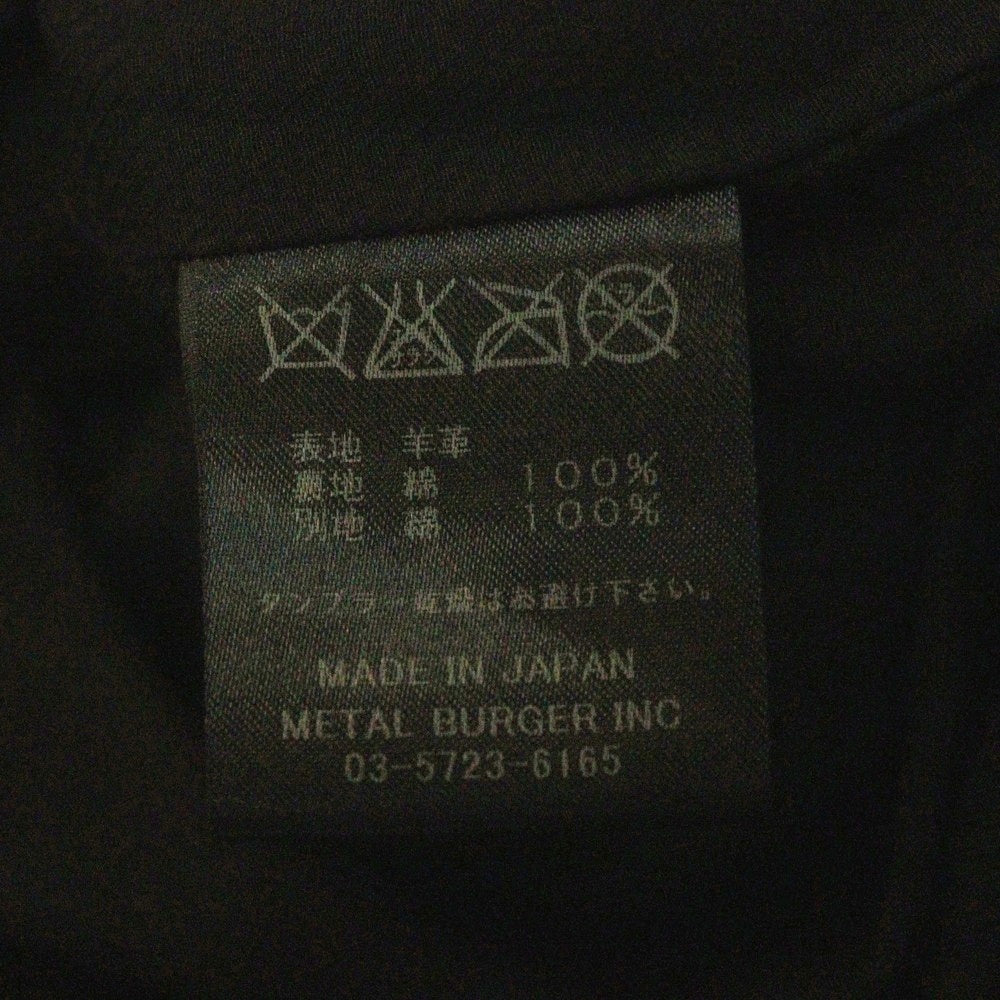 表地 羊革
裏地 綿 100%
別地 綿 100%
タンブラー乾燥はお避け下さい。
MADE IN JAPAN
METAL BURGER INC
03-5723-6165